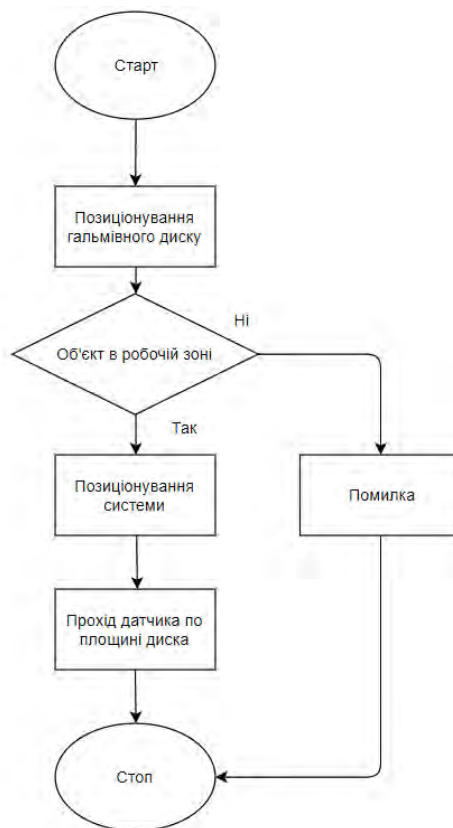 Старт
Позиціонування
гальмівного диску
Ні
Об'єкт в робочій зоні
Так
Позиціонування
системи
Помилка
Прохід датчика по
площині диска
Стоп